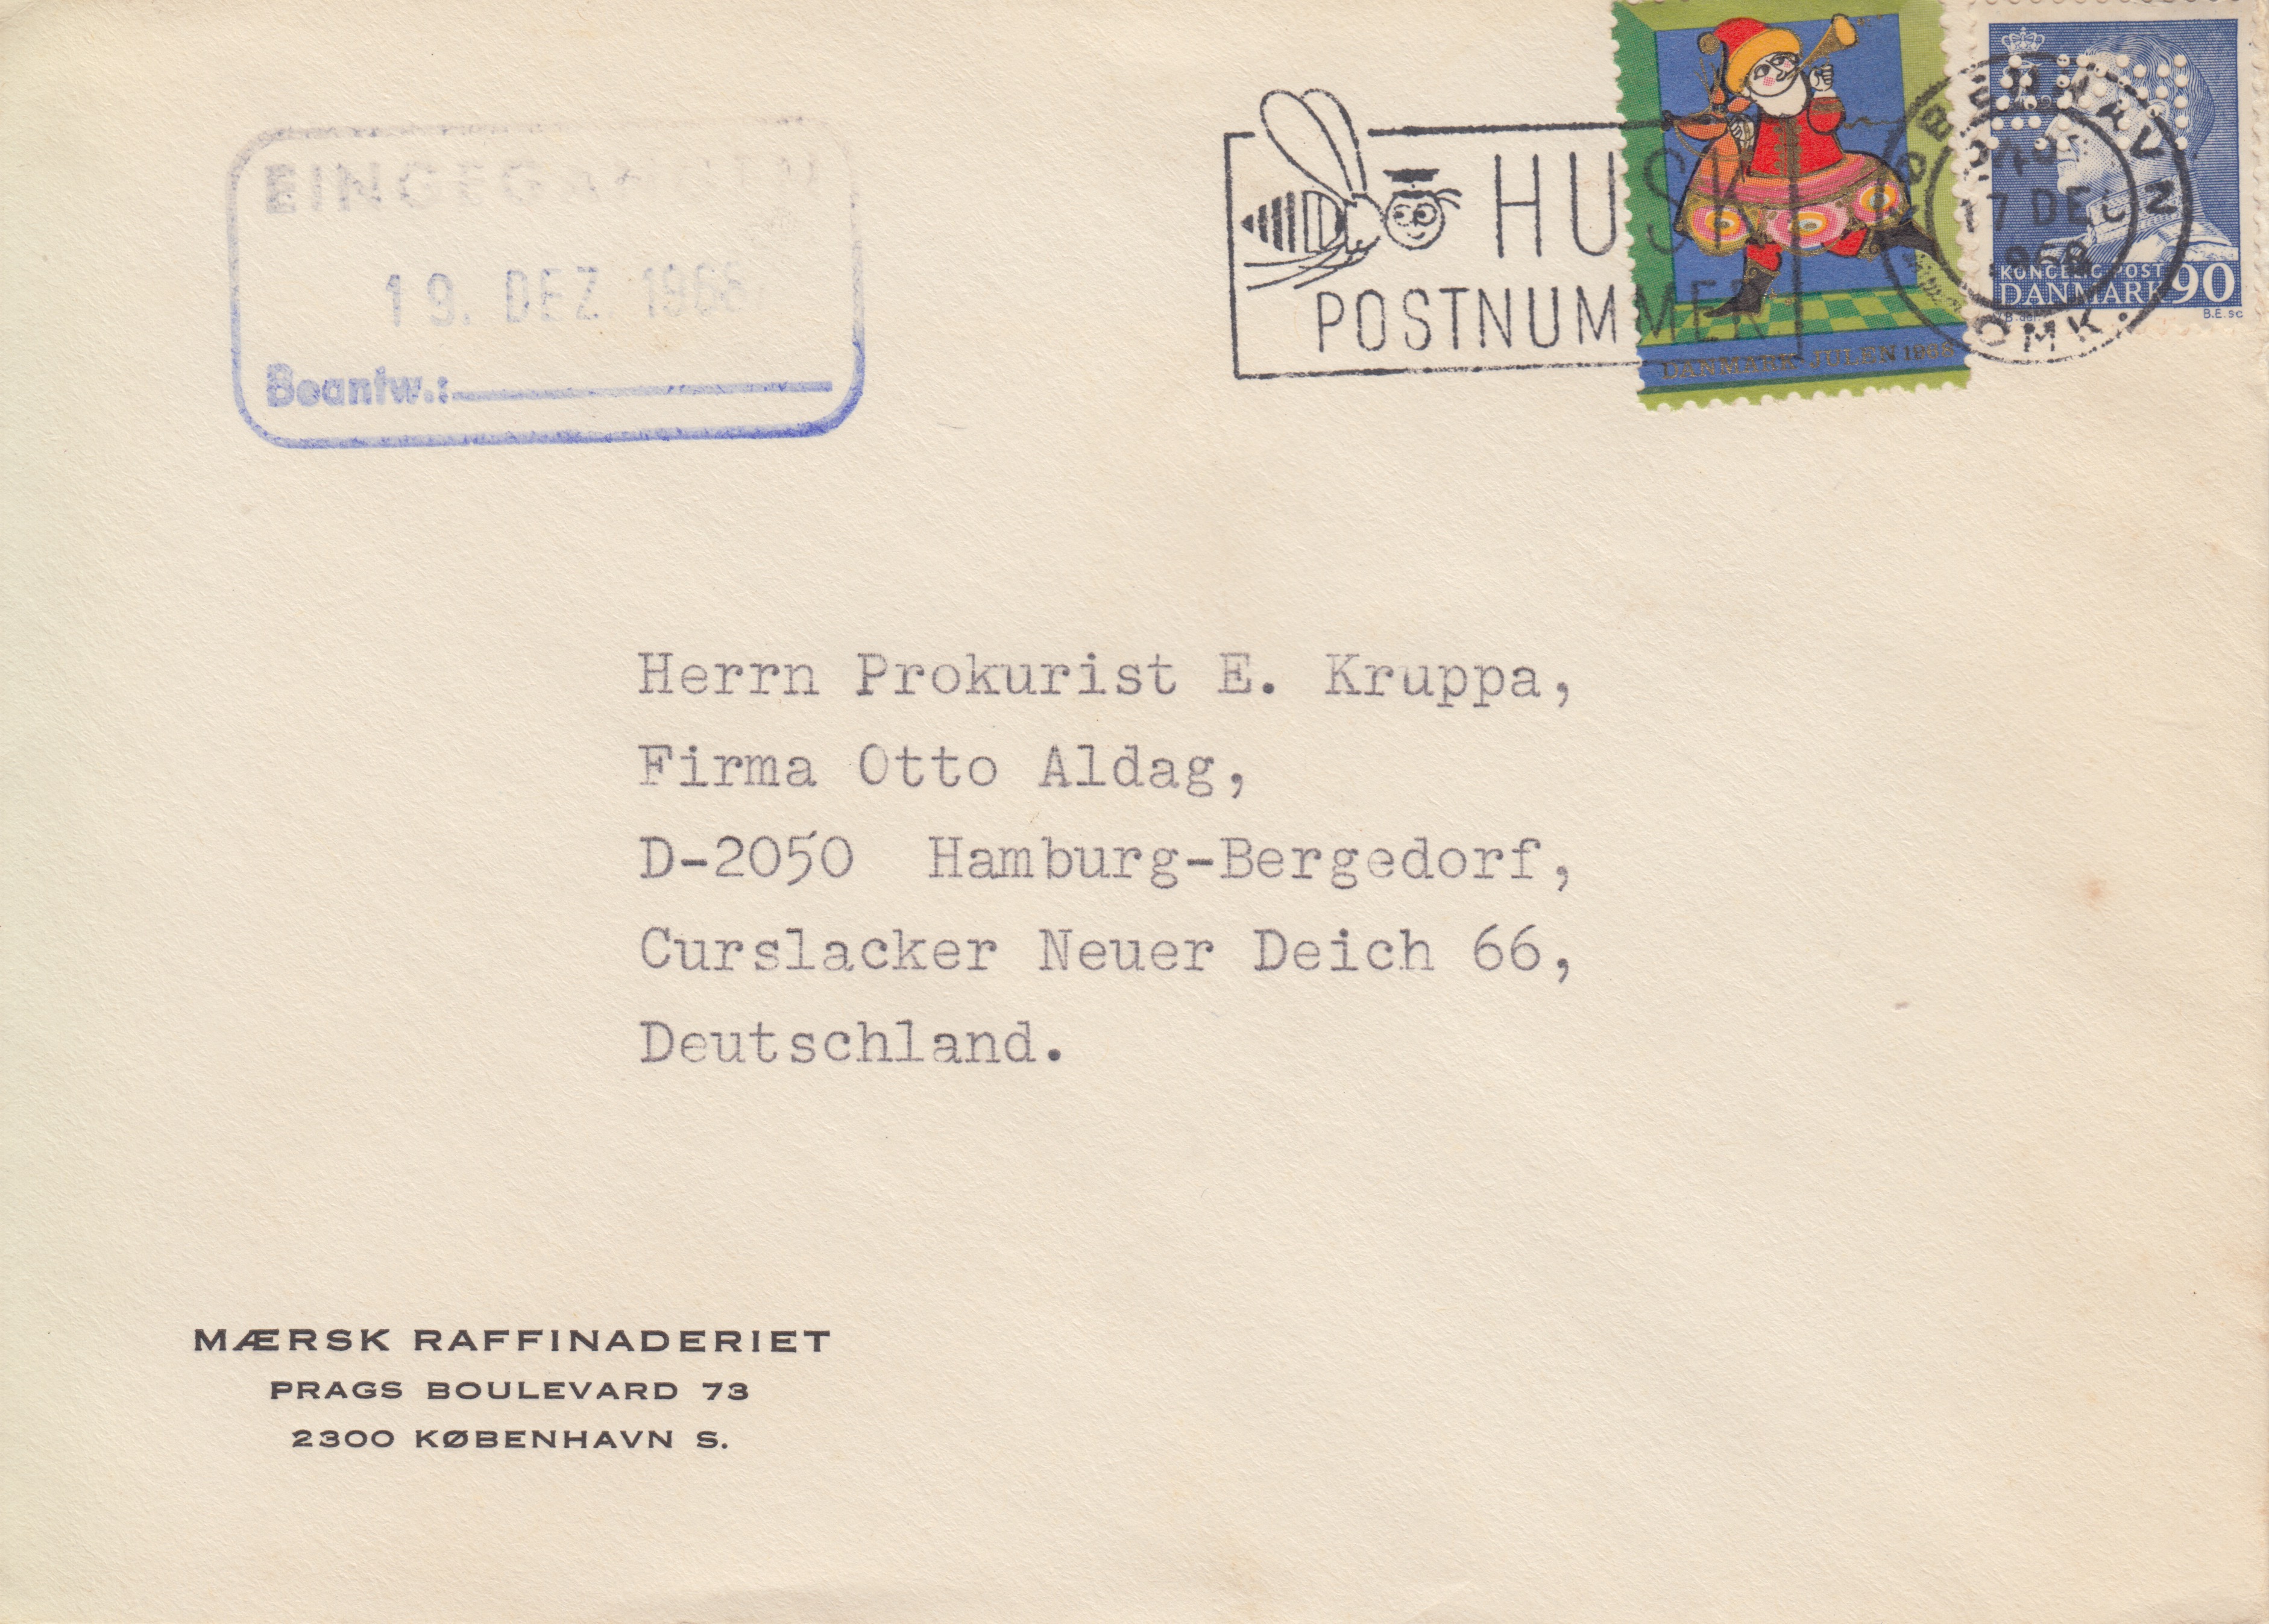 EINGEGANGEN
19. DEZ. 1968
Beantw.:
HUSK
POSTNUMMER
DANMARK JULEN 1968
KØBENHAVN
OMK.
17 DEC
1968
KONGELIG POST
DANMARK 90
B.E. sc
Herrn Prokurist E. Kruppa,
Firma Otto Aldag,
D-2050 Hamburg-Bergedorf,
Curslacker Neuer Deich 66,
Deutschland.
MÆRSK RAFFINADERIET
PRAGS BOULEVARD 73
2300 KØBENHAVN S.